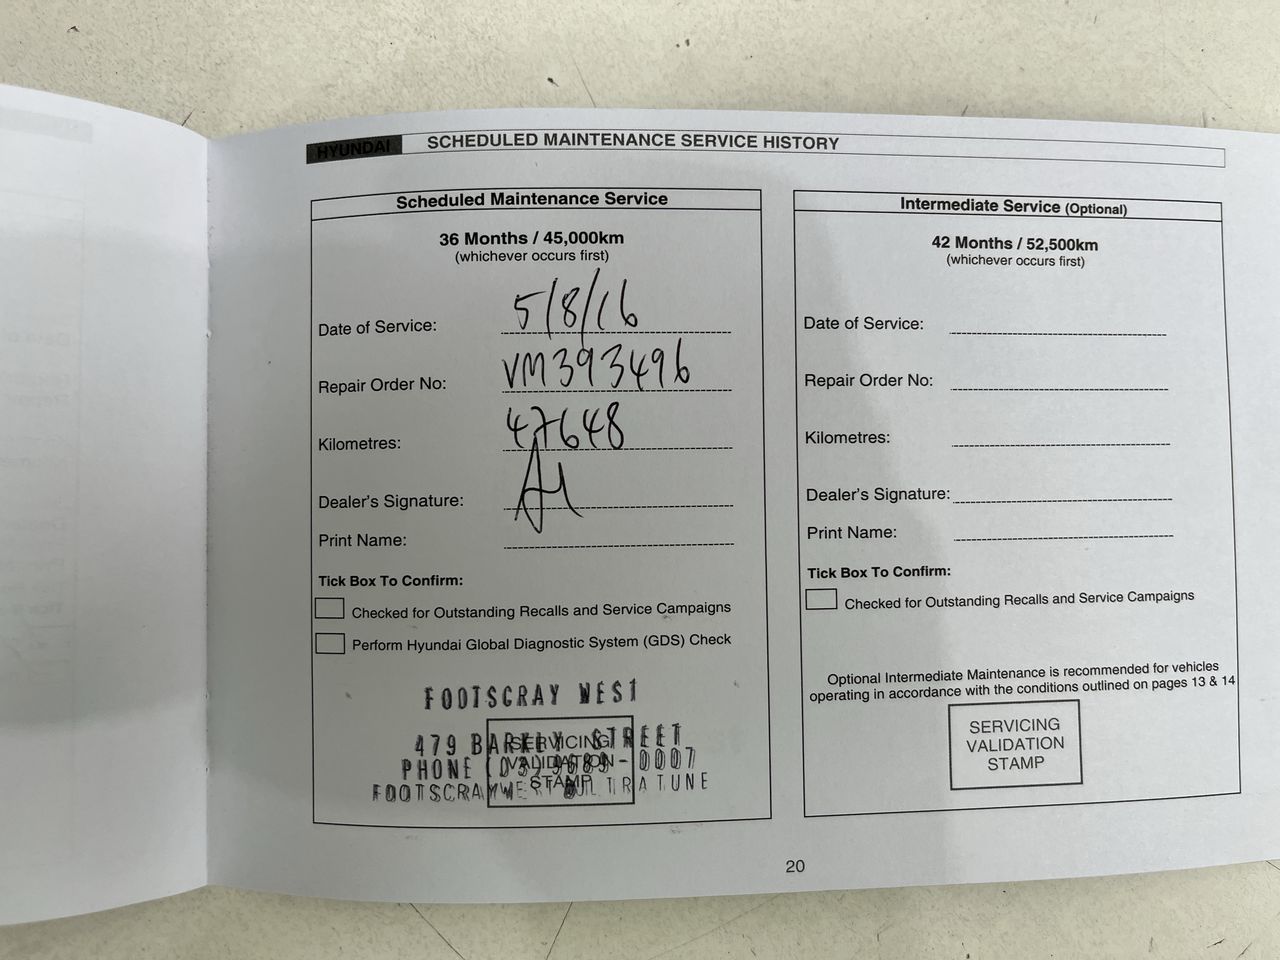 HYUNDAI SCHEDULED MAINTENANCE SERVICE HISTORY
Scheduled Maintenance Service
36 Months / 45,000km
(whichever occurs first)
Date of Service: 5/8/16
Repair Order No: VM393496
Kilometres: 47648
Dealer's Signature:
Print Name:
Tick Box To Confirm:
Checked for Outstanding Recalls and Service Campaigns
Perform Hyundai Global Diagnostic System (GDS) Check
FOOTSCRAY WEST
479 BARKLY STREET
PHONE (03) 9689-0007
SERVICING
VALIDATION
STAMP
Intermediate Service (Optional)
42 Months / 52,500km
(whichever occurs first)
Date of Service:
Repair Order No:
Kilometres:
Dealer's Signature:
Print Name:
Tick Box To Confirm:
Checked for Outstanding Recalls and Service Campaigns
Optional Intermediate Maintenance is recommended for vehicles
operating in accordance with the conditions outlined on pages 13 & 14
SERVICING
VALIDATION
STAMP
20